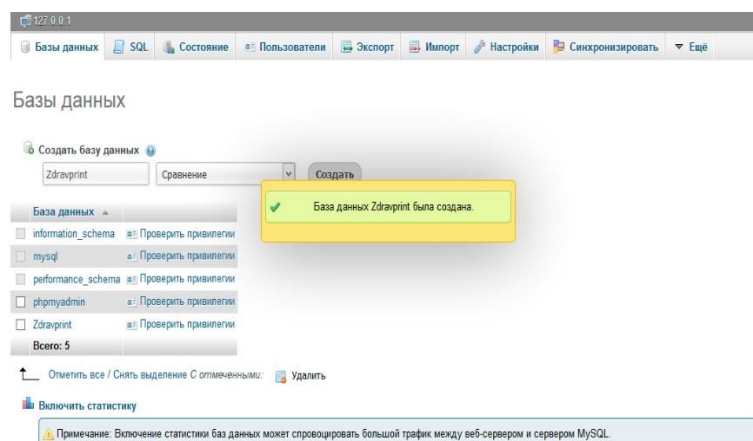 127.0.0.1
Базы данных SQL Состояние Пользователи Экспорт Импорт Настройки Синхронизировать Ещё
Базы данных
Создать базу данных
Zdravprint Сравнение Создать
База данных Zdravprint была создана.
База данных
information_schema Проверить привилегии
mysql Проверить привилегии
performance_schema Проверить привилегии
phpmyadmin Проверить привилегии
Zdravprint Проверить привилегии
Всего: 5
Отметить все / Снять выделение С отмеченными: Удалить
Включить статистику
Примечание: Включение статистики баз данных может спровоцировать большой трафик между веб-сервером и сервером MySQL.